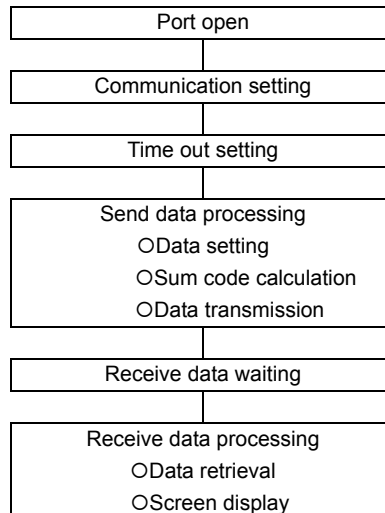 Port open
Communication setting
Time out setting
Send data processing
○Data setting
○Sum code calculation
○Data transmission
Receive data waiting
Receive data processing
○Data retrieval
○Screen display